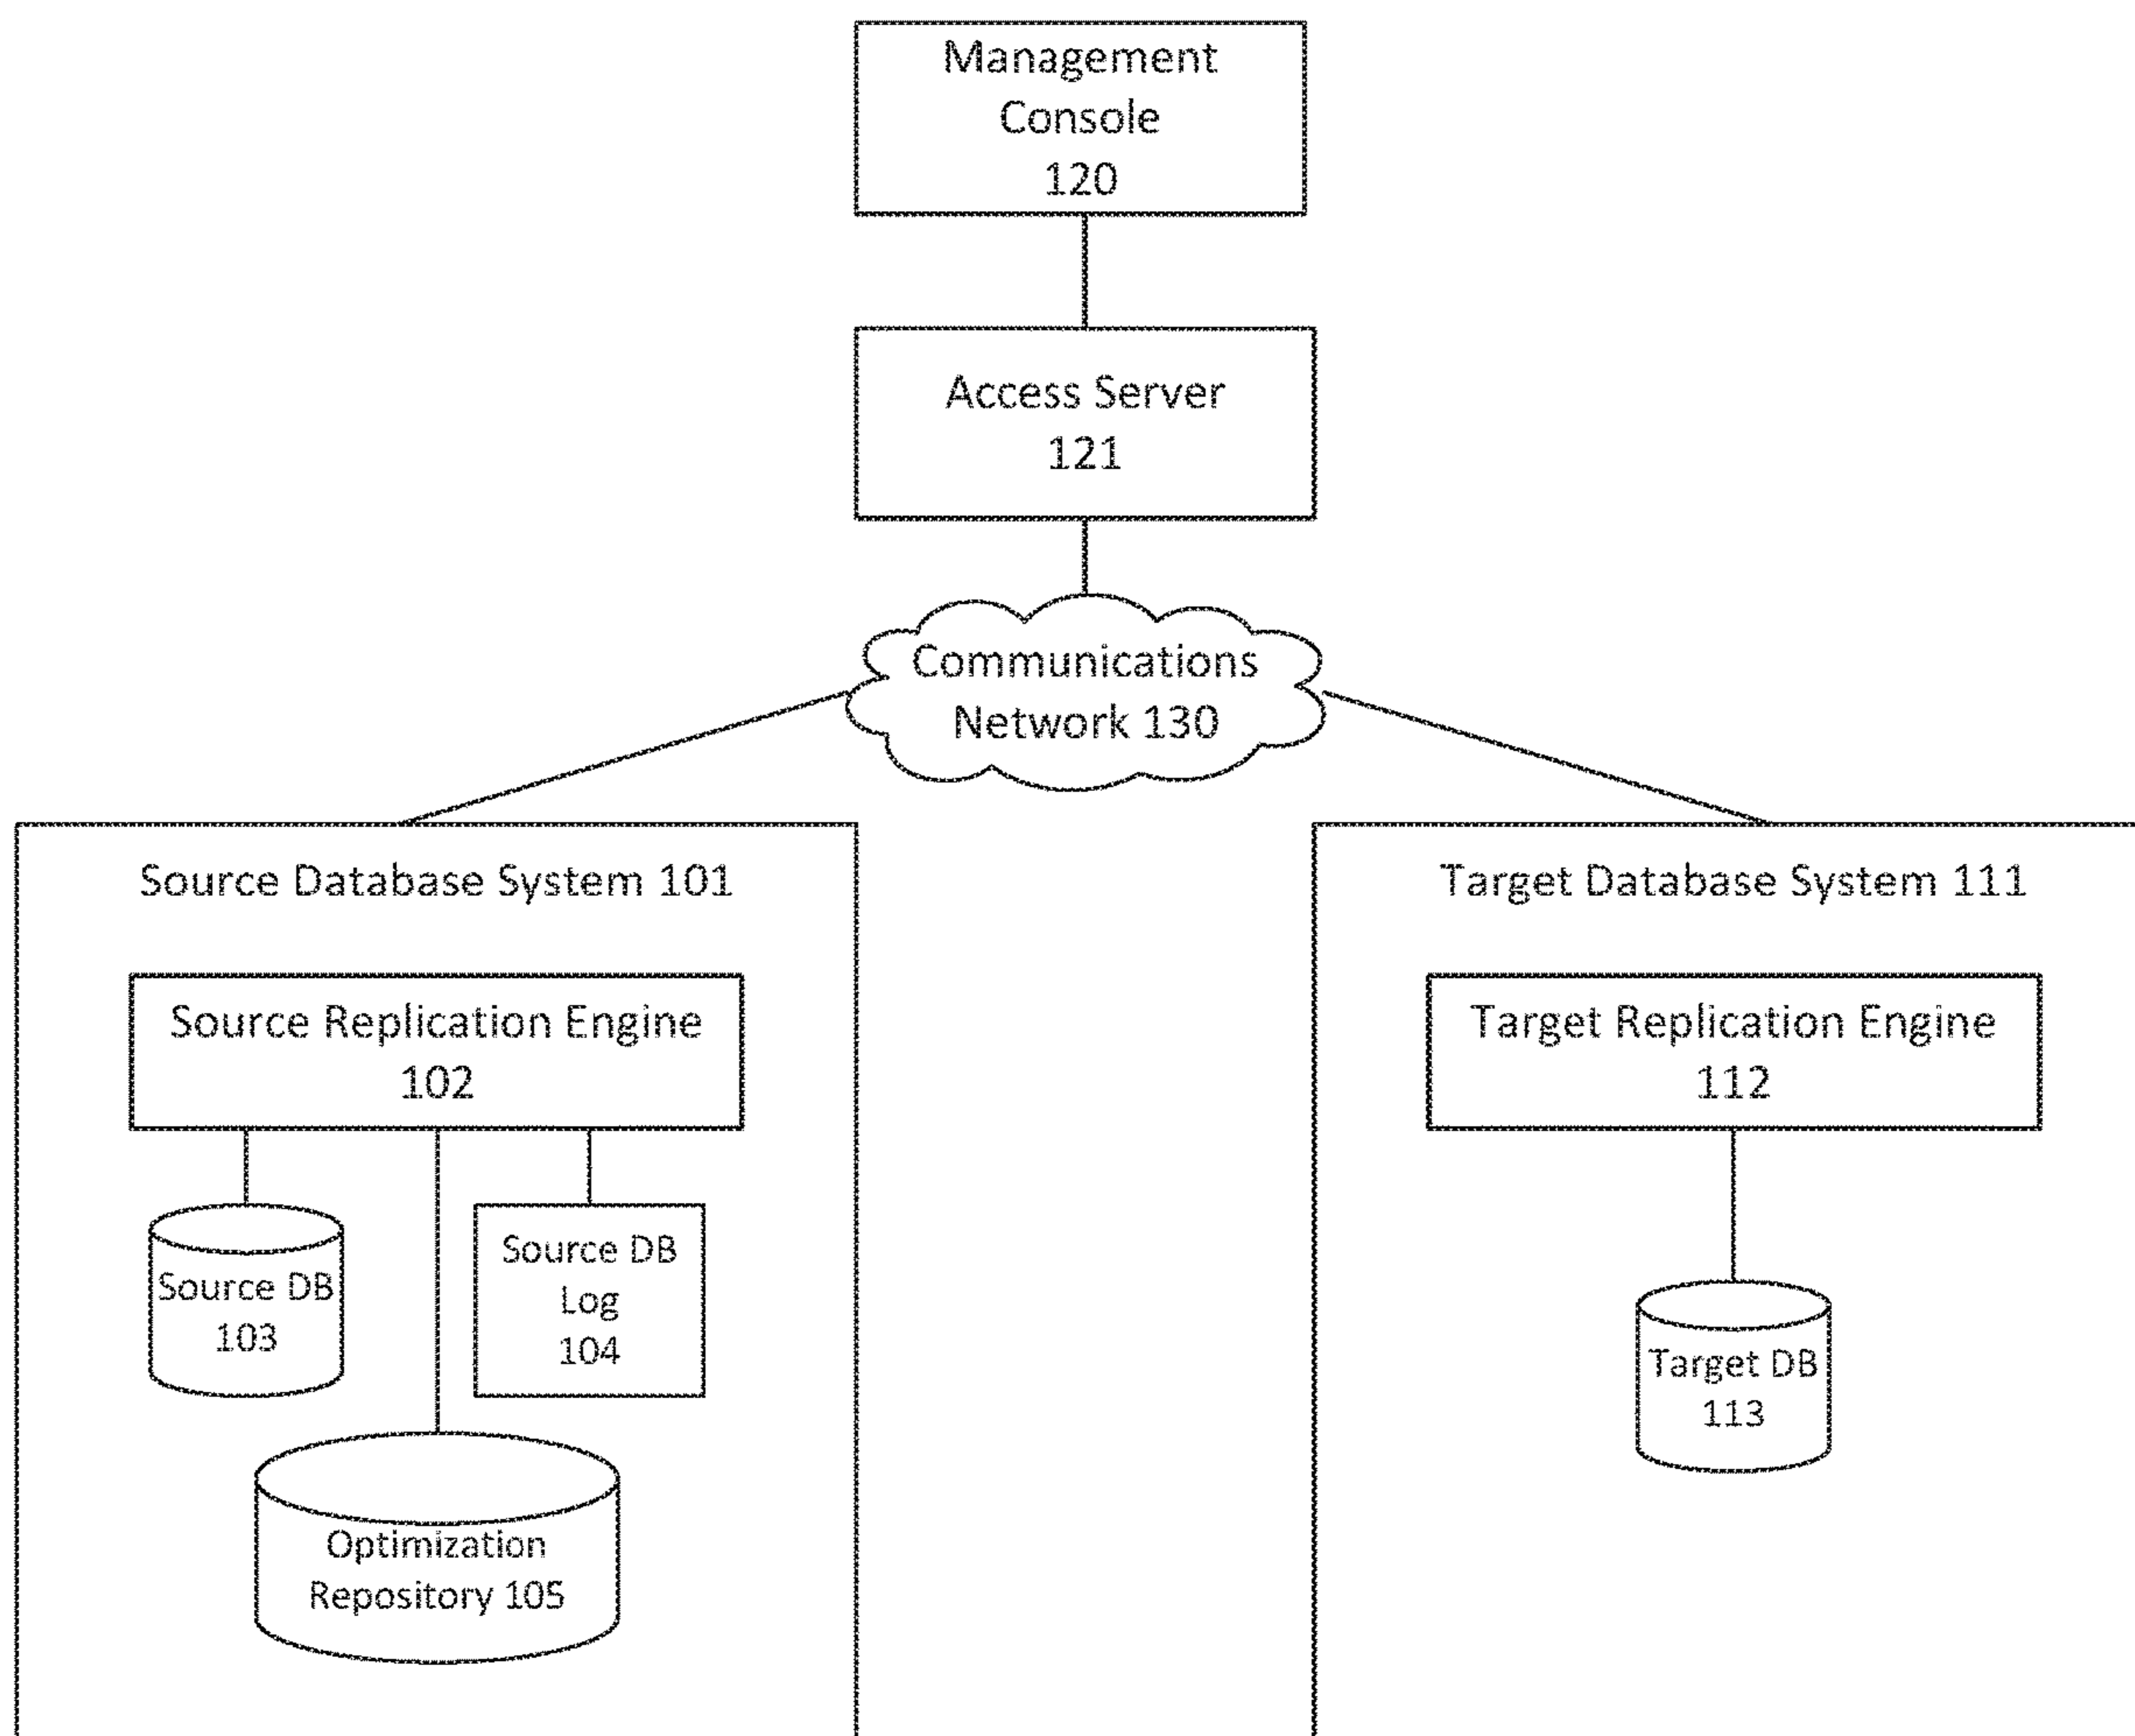 Management
Console
120
Access Server
121
Communications
Network 130
Source Database System 101
Source Replication Engine
102
Source DB
103
Source DB
Log
104
Optimization
Repository 105
Target Database System 111
Target Replication Engine
112
Target DB
113